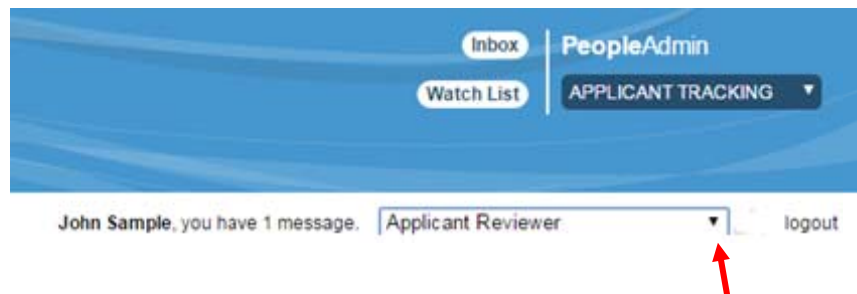 Inbox PeopleAdmin
Watch List APPLICANT TRACKING
John Sample, you have 1 message. Applicant Reviewer logout